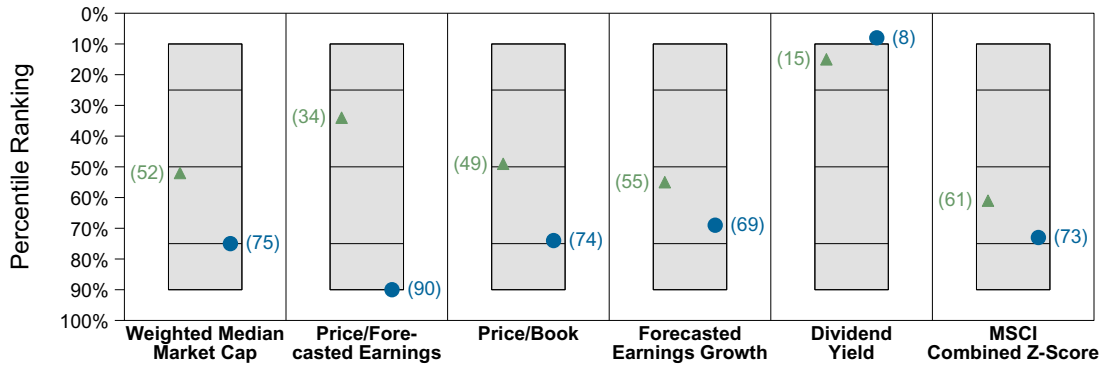 Percentile Ranking
0%
10%
20%
30%
40%
50%
60%
70%
80%
90%
100%
(52)
(75)
(34)
(90)
(49)
(74)
(55)
(69)
(15)
(8)
(61)
(73)
Weighted Median
Market Cap
Price/Fore-
casted Earnings
Price/Book
Forecasted
Earnings Growth
Dividend
Yield
MSCI
Combined Z-Score